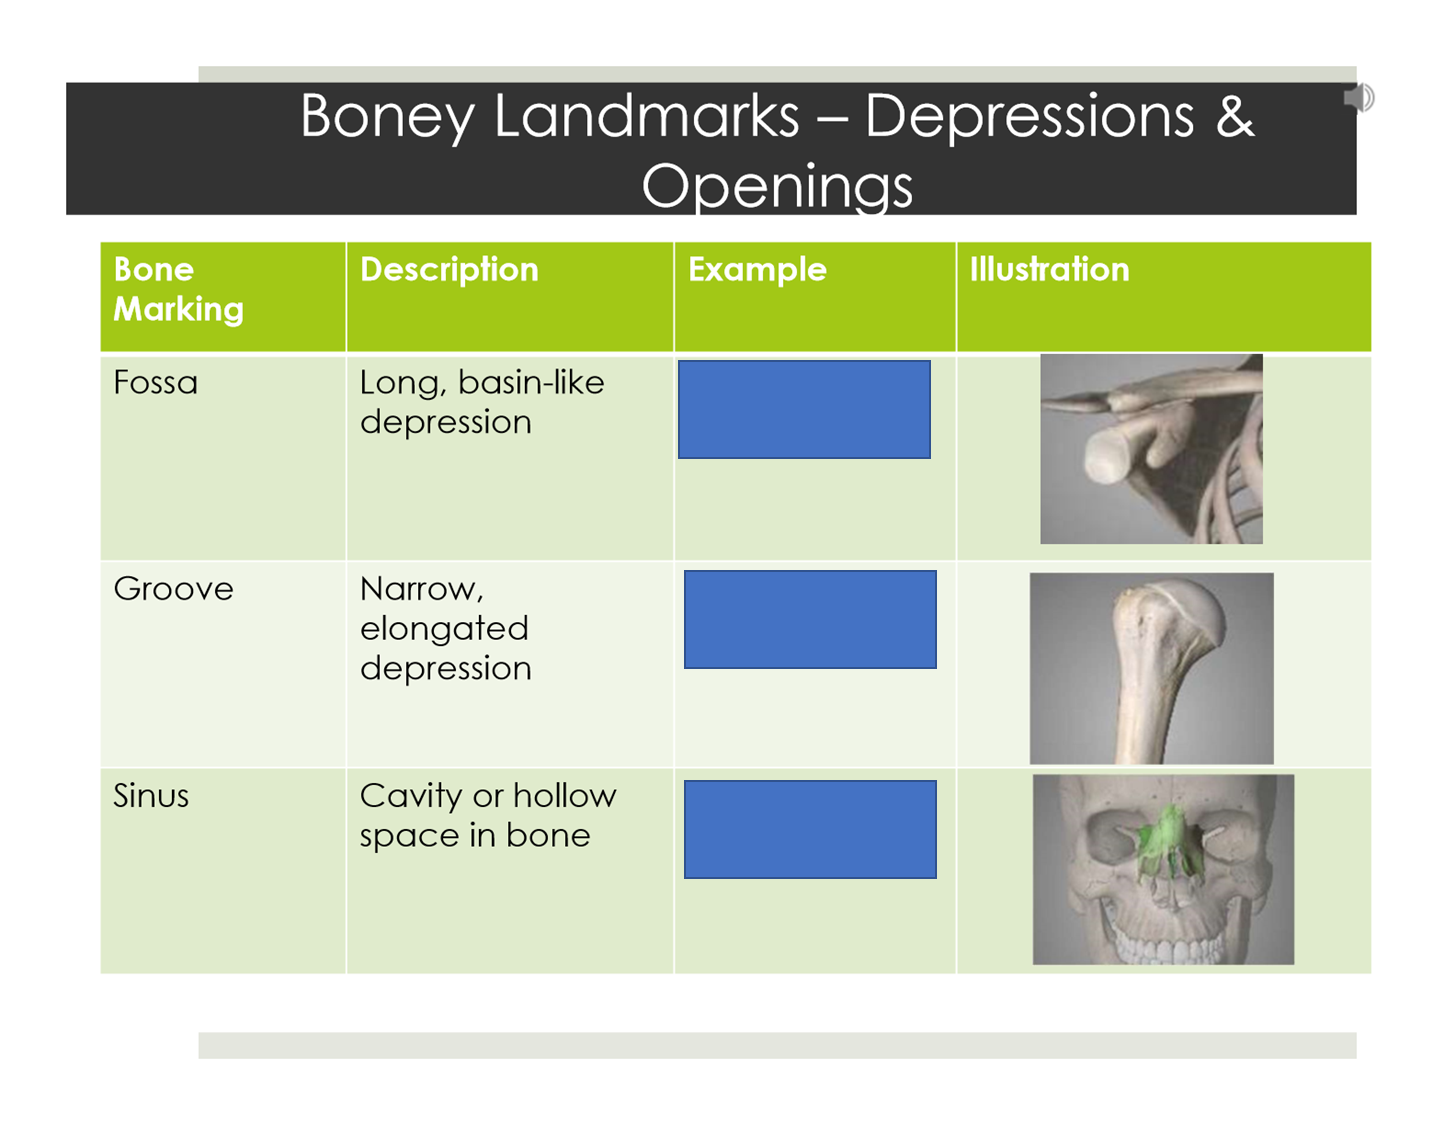 Boney Landmarks – Depressions &
Openings
Bone
Marking
Description
Example
Illustration
Fossa
Long, basin-like
depression
Groove
Narrow,
elongated
depression
Sinus
Cavity or hollow
space in bone